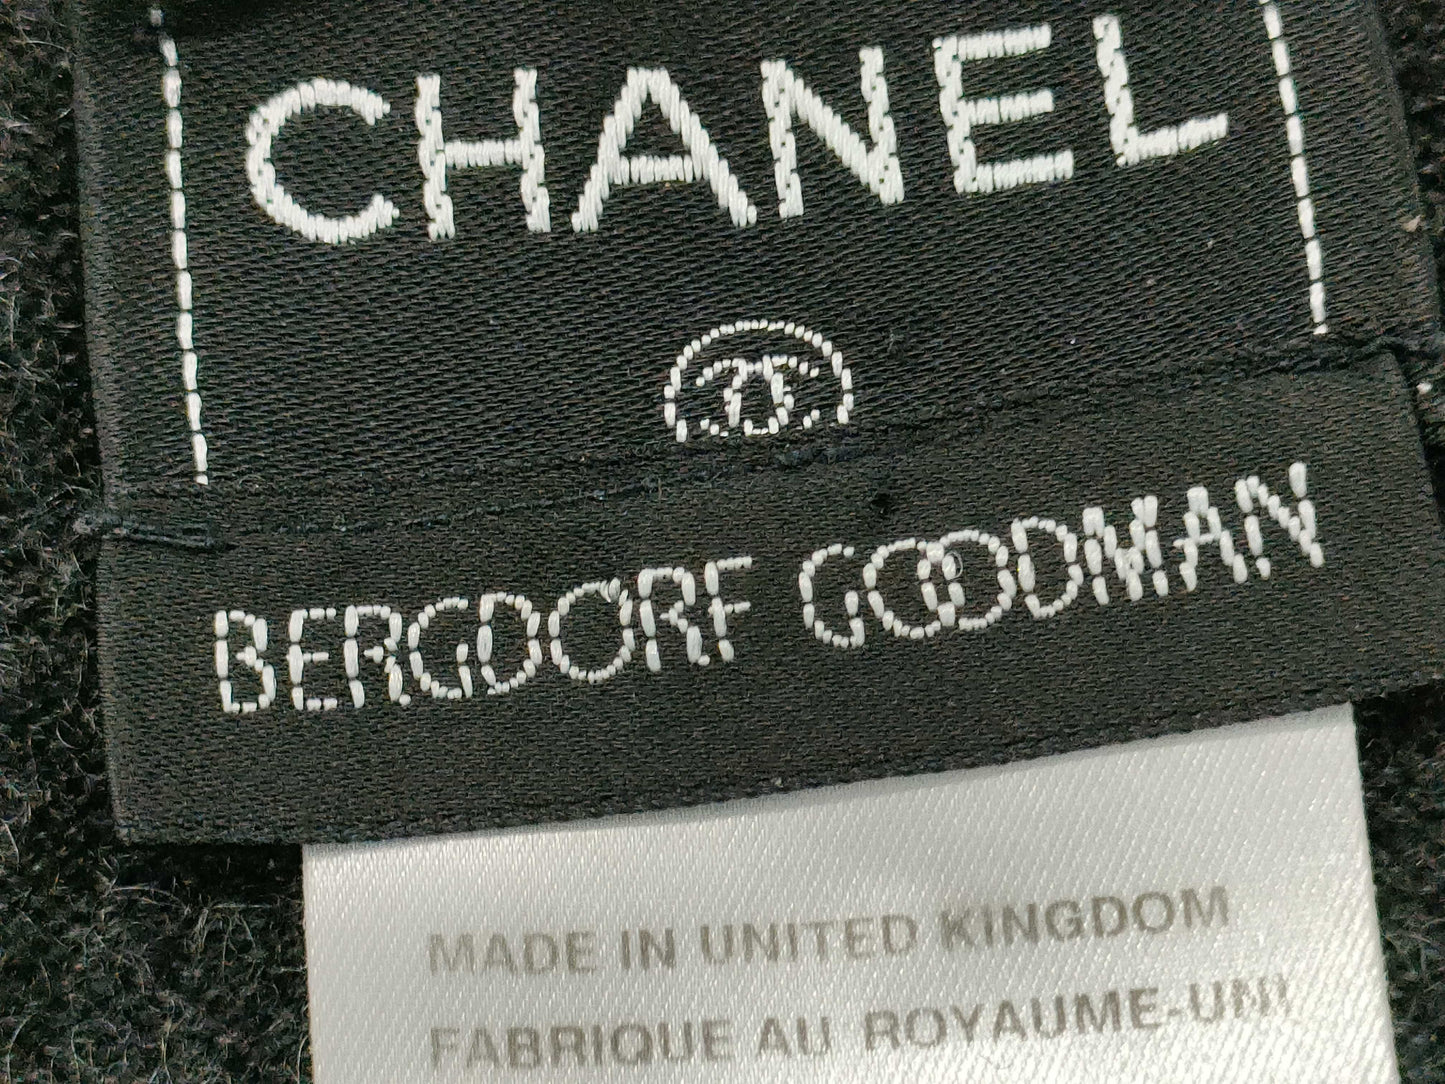 CHANEL
BERGDORF GOODMAN
MADE IN UNITED KINGDOM
FABRIQUE AU ROYAUME-UNI